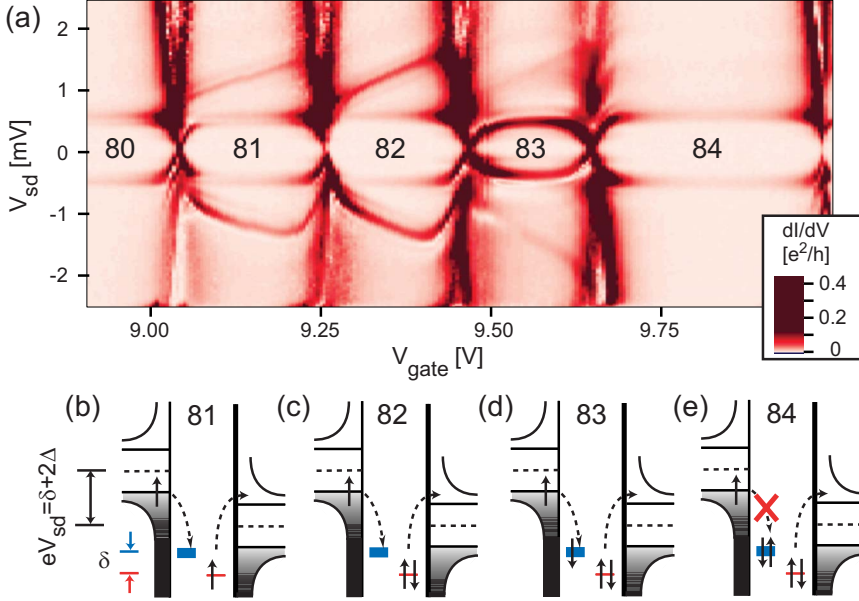 (a)
2
1
0
-1
-2
V_sd [mV]
80 81 82 83 84
9.00 9.25 9.50 9.75
V_gate [V]
dI/dV
[e²/h]
0.4
0.2
0
(b) 81
(c) 82
(d) 83
(e) 84
eV_sd=δ+2Δ
δ